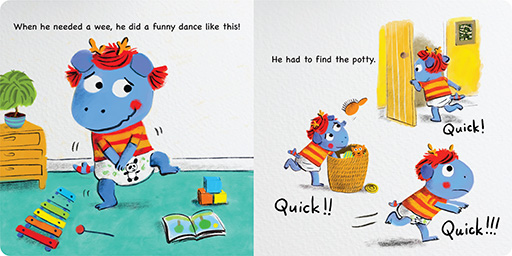 When he needed a wee, he did a funny dance like this!
He had to find the potty.
Quick!
Quick!!
Quick!!!